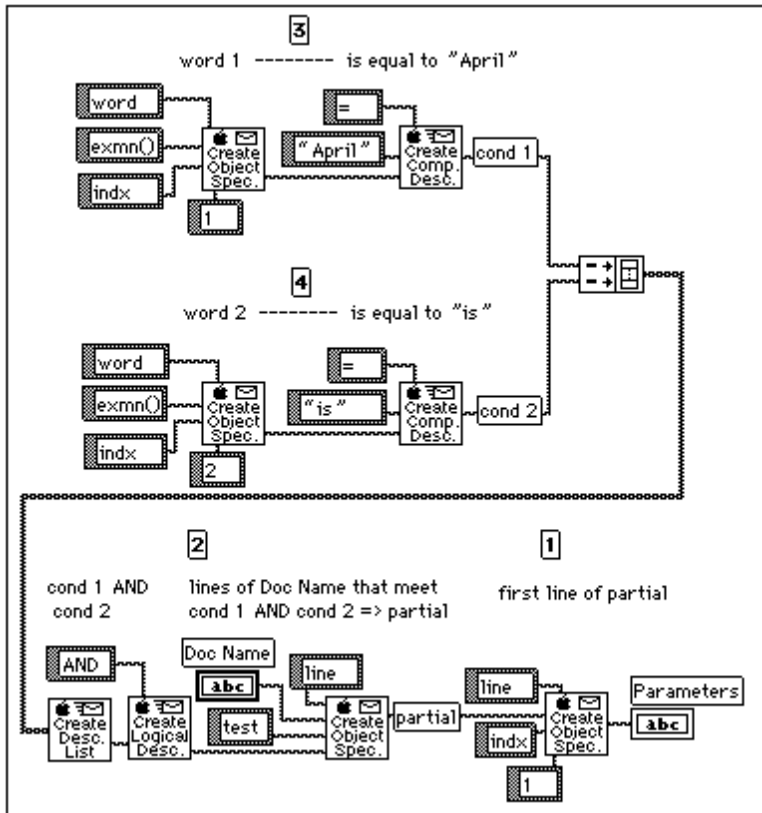 3
word 1 -------- is equal to "April"
word
=
exmn()
Create
Object
Spec.
"April"
Create
Comp.
Desc.
cond 1
indx
1
4
word 2 -------- is equal to "is"
word
=
exmn()
Create
Object
Spec.
"is"
Create
Comp.
Desc.
cond 2
indx
2
2
1
cond 1 AND
cond 2
lines of Doc Name that meet
cond 1 AND cond 2 => partial
first line of partial
AND
Doc Name
abc
line
line
Parameters
abc
Create
Desc.
List
Create
Logical
Desc.
test
Create
Object
Spec.
partial
indx
Create
Object
Spec.
1